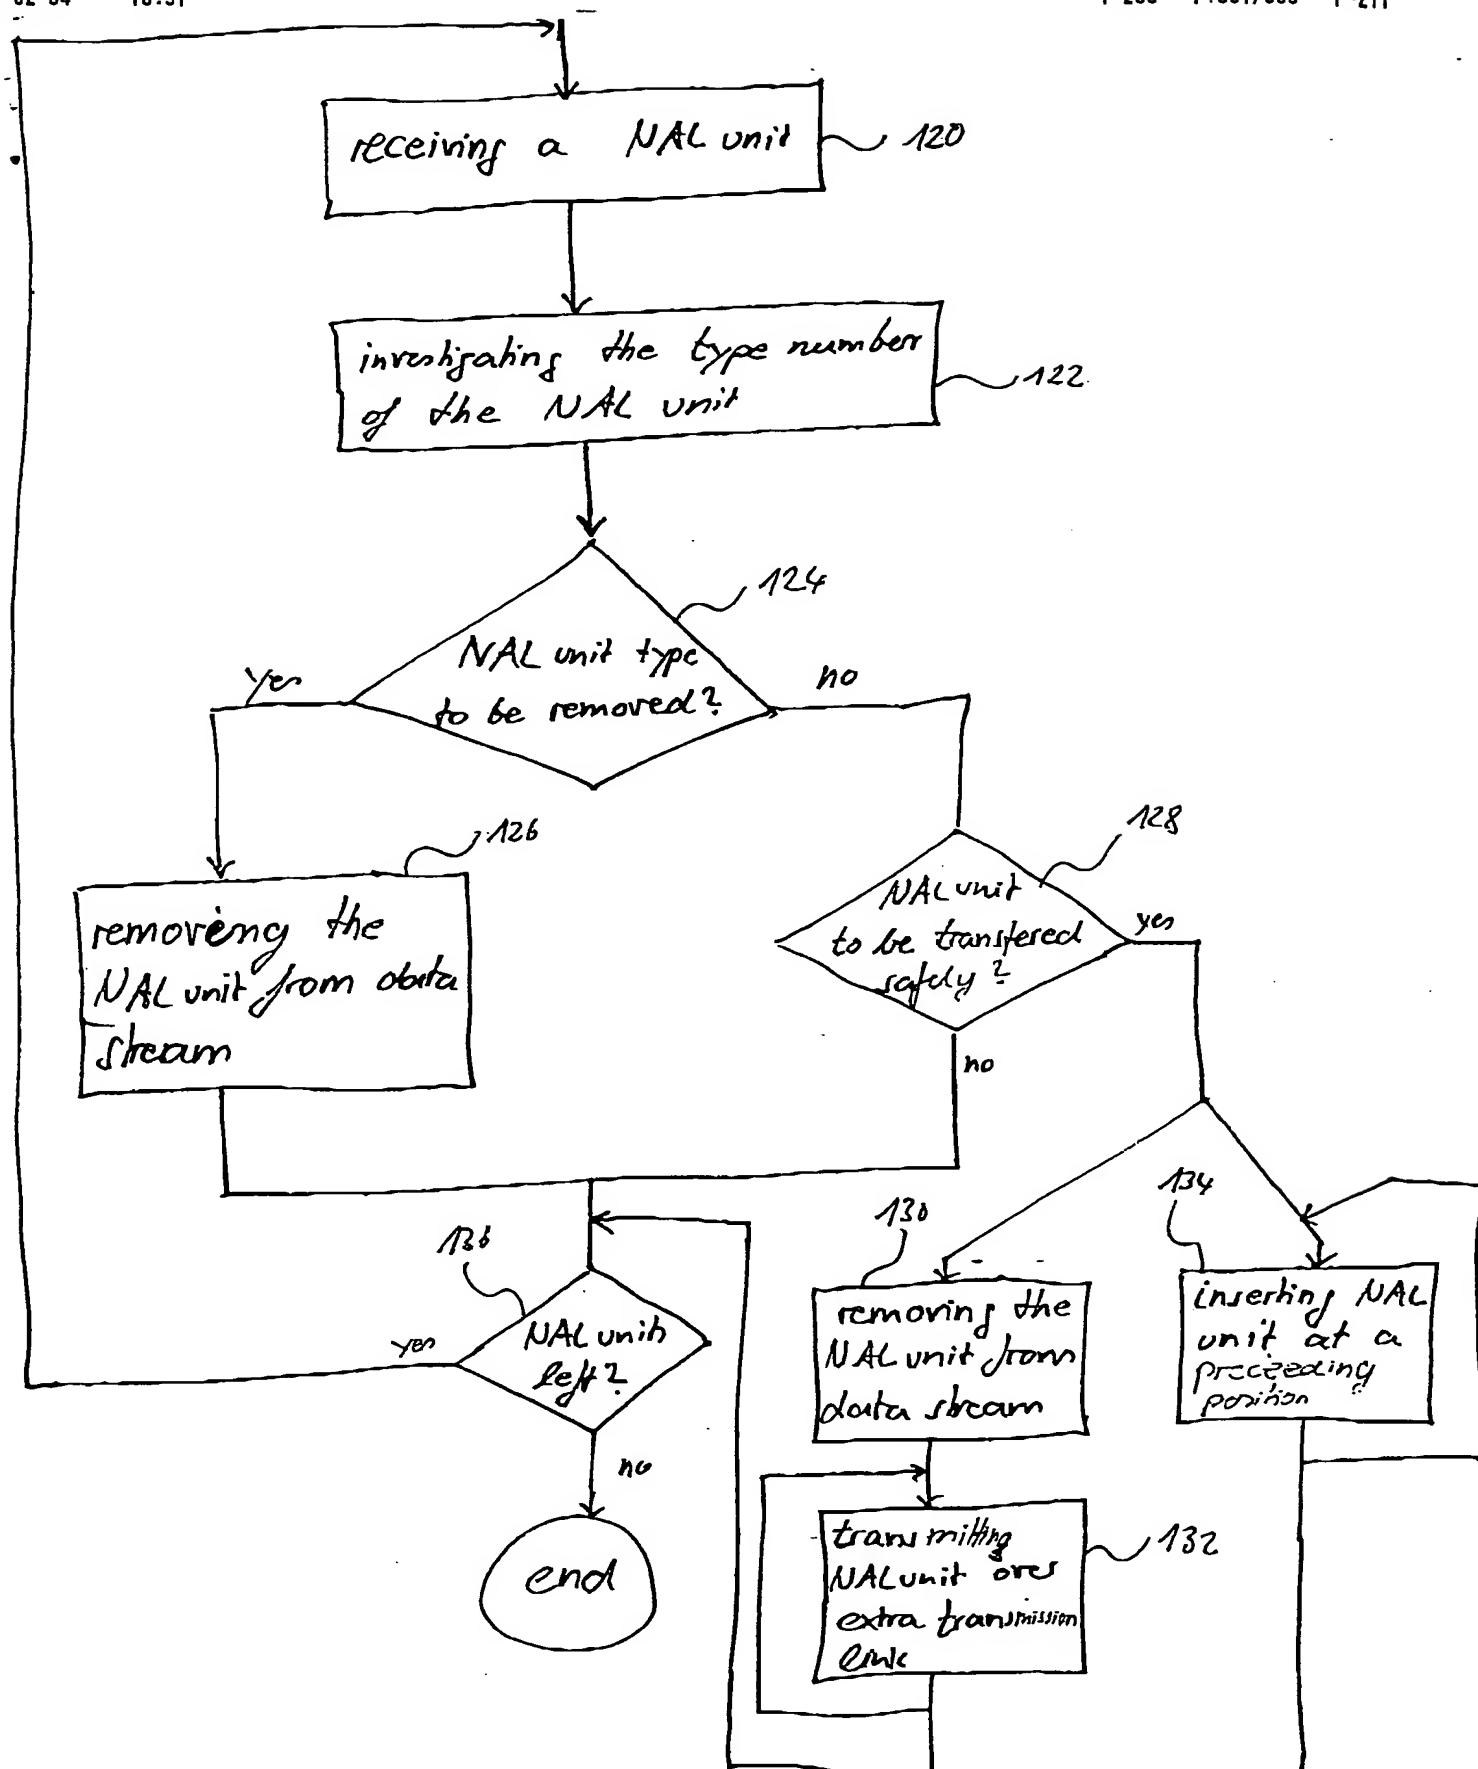 receiving a NAL unit
120
investigating the type number
of the NAL unit
122
124
NAL unit type
to be removed?
yes
no
126
removing the
NAL unit from data
stream
128
NAL unit
to be transfered
safely?
yes
no
136
NAL units
left?
yes
no
end
130
removing the
NAL unit from
data stream
134
inserting NAL
unit at a
preceeding
position
transmitting
NAL unit over
extra transmission
link
132